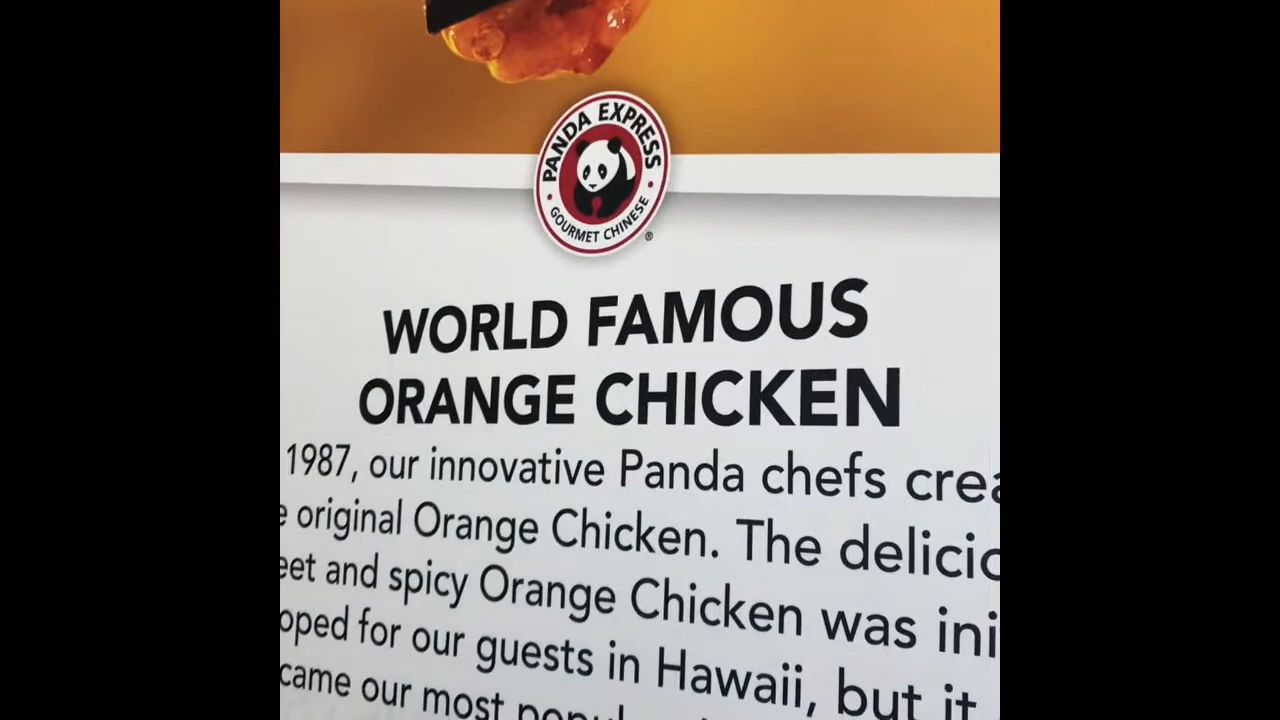 PANDA EXPRESS
GOURMET CHINESE
®
WORLD FAMOUS
ORANGE CHICKEN
1987, our innovative Panda chefs
original Orange Chicken. The
and spicy Orange Chicken was
for our guests in Hawaii, but it
our most